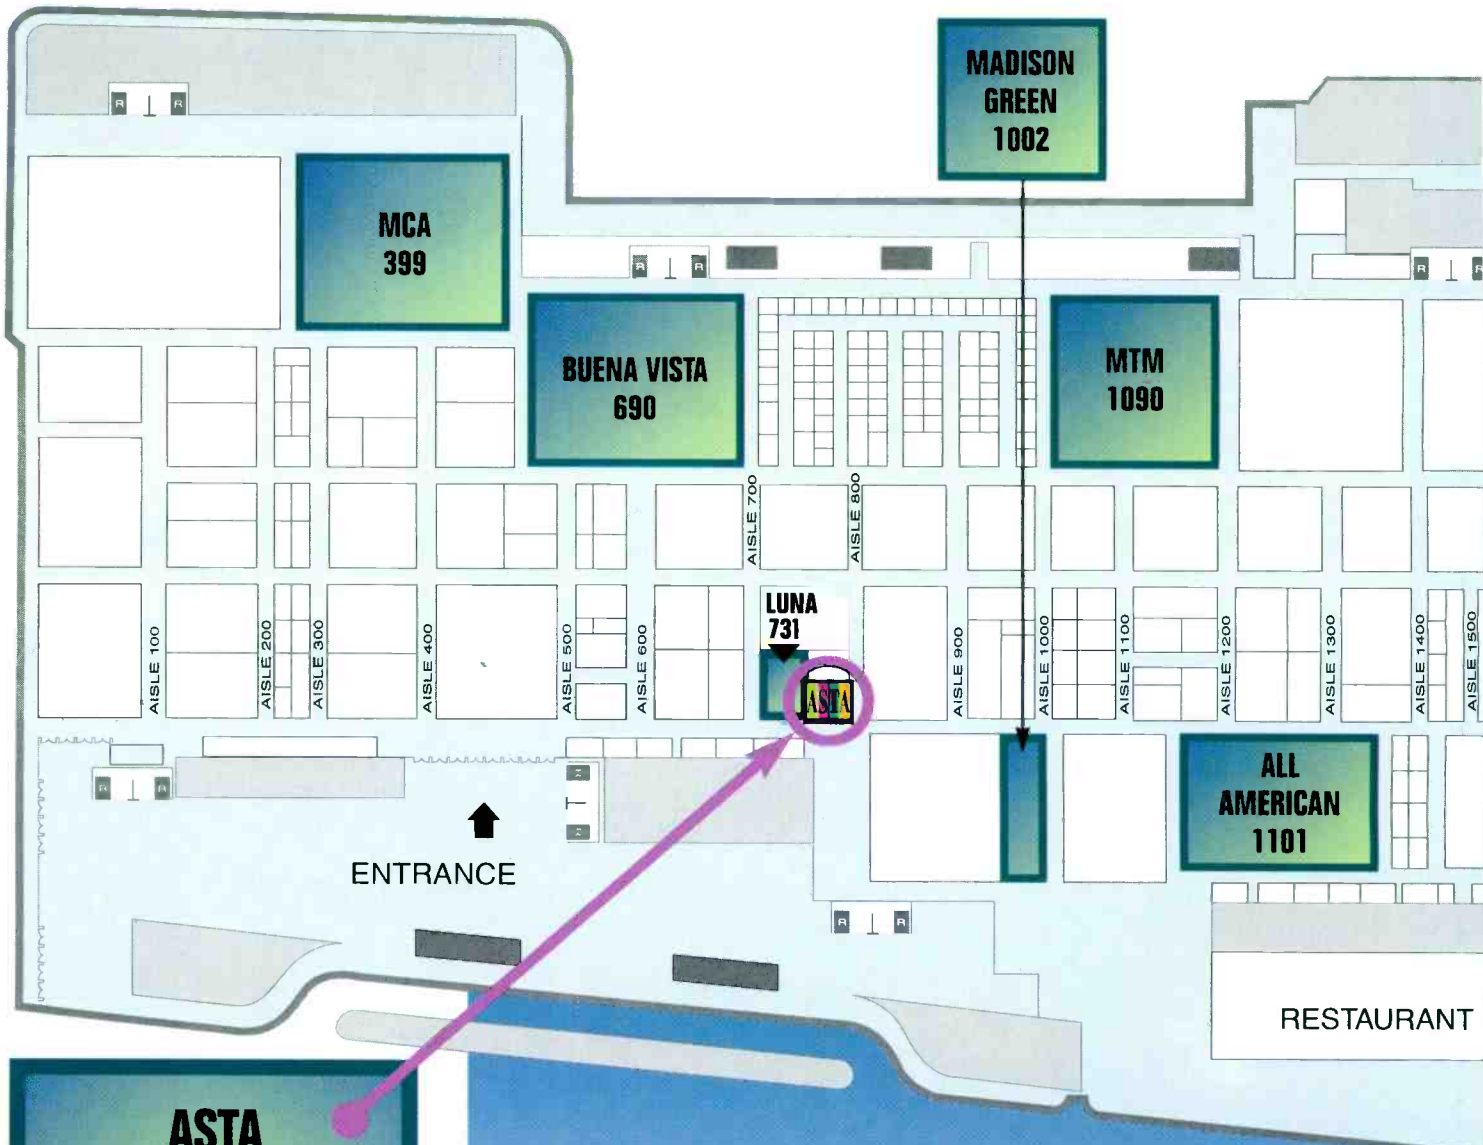 MADISON
GREEN
1002
MCA
399
BUENA VISTA
690
MTM
1090
AISLE 700
AISLE 800
LUNA
731
AISLE 100
AISLE 200
AISLE 300
AISLE 400
AISLE 500
AISLE 600
ASTA
AISLE 900
AISLE 1000
AISLE 1100
AISLE 1200
AISLE 1300
AISLE 1400
AISLE 1500
ALL
AMERICAN
1101
ENTRANCE
RESTAURANT
ASTA